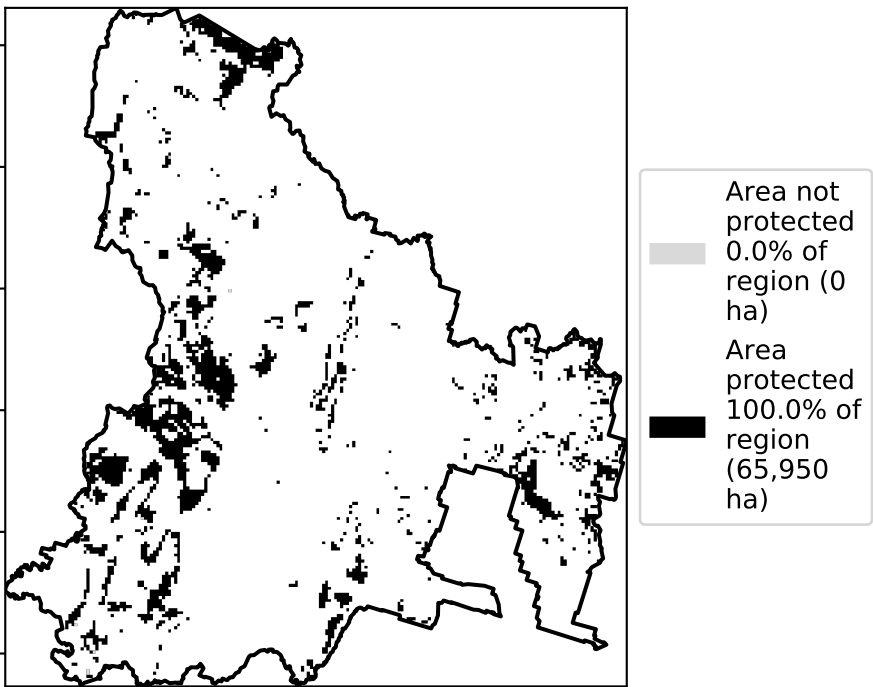 Area not
protected
0.0% of
region (0
ha)
Area
protected
100.0% of
region
(65,950
ha)